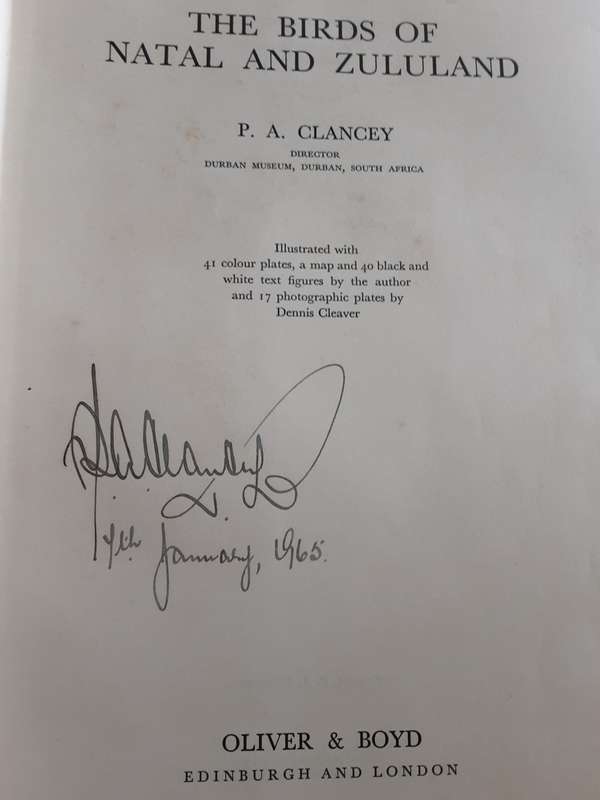 THE BIRDS OF
NATAL AND ZULULAND
P. A. CLANCEY
DIRECTOR
DURBAN MUSEUM, DURBAN, SOUTH AFRICA
Illustrated with
41 colour plates, a map and 40 black and
white text figures by the author
and 17 photographic plates by
Dennis Cleaver
P.A. Clancey
7th January, 1965.
OLIVER & BOYD
EDINBURGH AND LONDON